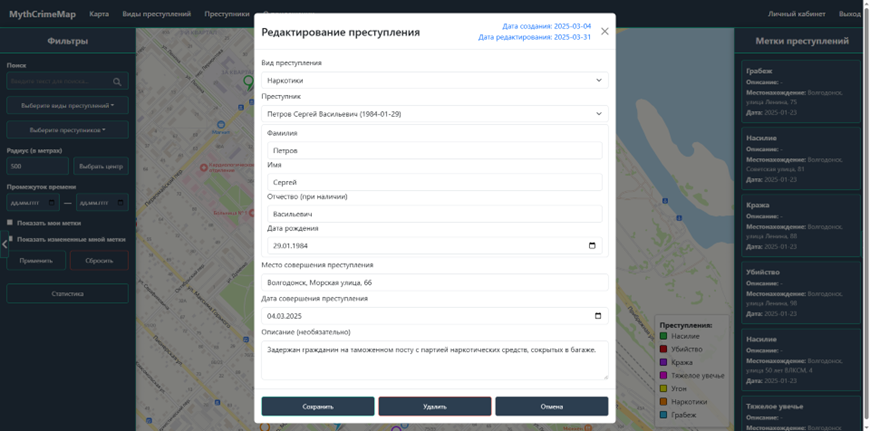 MythCrimeMap
Карта
Виды преступлений
Преступники
Личный кабинет
Выход
Фильтры
Поиск
Выберите виды преступлений
Выберите преступников
Радиус (в метрах)
500
Выбрать центр
Промежуток времени
дд.мм.гггг — дд.мм.гггг
Показать мои метки
Показать измененные мной метки
Применить
Сбросить
Статистика
Редактирование преступления
Дата создания: 2025-03-04
Дата редактирования: 2025-03-31
Вид преступления
Наркотики
Преступник
Петров Сергей Васильевич (1984-01-29)
Фамилия
Петров
Имя
Сергей
Отчество (при наличии)
Васильевич
Дата рождения
29.01.1984
Место совершения преступления
Волгодонск, Морская улица, 66
Дата совершения преступления
04.03.2025
Описание (необязательно)
Задержан гражданин на таможенном посту с партией наркотических средств, сокрытых в багаже.
Сохранить
Удалить
Отмена
Преступления:
Насилие
Убийство
Кража
Тяжелое увечье
Угон
Наркотики
Грабеж
Метки преступлений
Грабеж
Описание: -
Местонахождение: Волгодонск,
улица Ленина, 75
Дата: 2025-01-23
Насилие
Описание: -
Местонахождение: Волгодонск,
Советская улица, 81
Дата: 2025-01-23
Кража
Описание: -
Местонахождение: Волгодонск,
улица Ленина, 88
Дата: 2025-01-23
Убийство
Описание: -
Местонахождение: Волгодонск,
улица Ленина, 98
Дата: 2025-01-23
Насилие
Описание: -
Местонахождение: Волгодонск,
улица 50 лет ВЛКСМ, 4
Дата: 2025-01-23
Тяжелое увечье
Описание: -